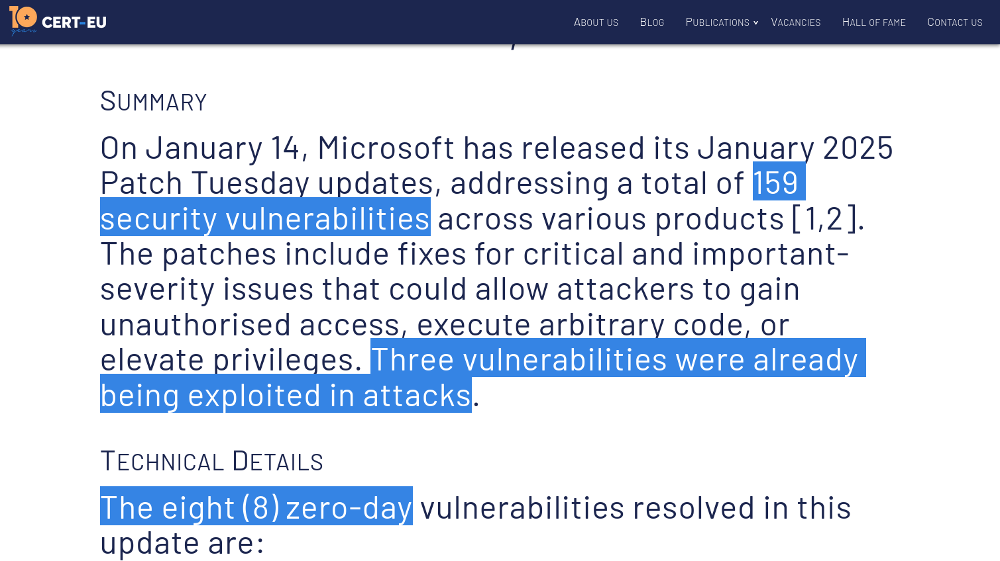 10 years CERT-EU
About us Blog Publications Vacancies Hall of fame Contact us
Summary
On January 14, Microsoft has released its January 2025
Patch Tuesday updates, addressing a total of 159
security vulnerabilities across various products [1,2].
The patches include fixes for critical and important-
severity issues that could allow attackers to gain
unauthorised access, execute arbitrary code, or
elevate privileges. Three vulnerabilities were already
being exploited in attacks.
Technical Details
The eight (8) zero-day vulnerabilities resolved in this
update are: